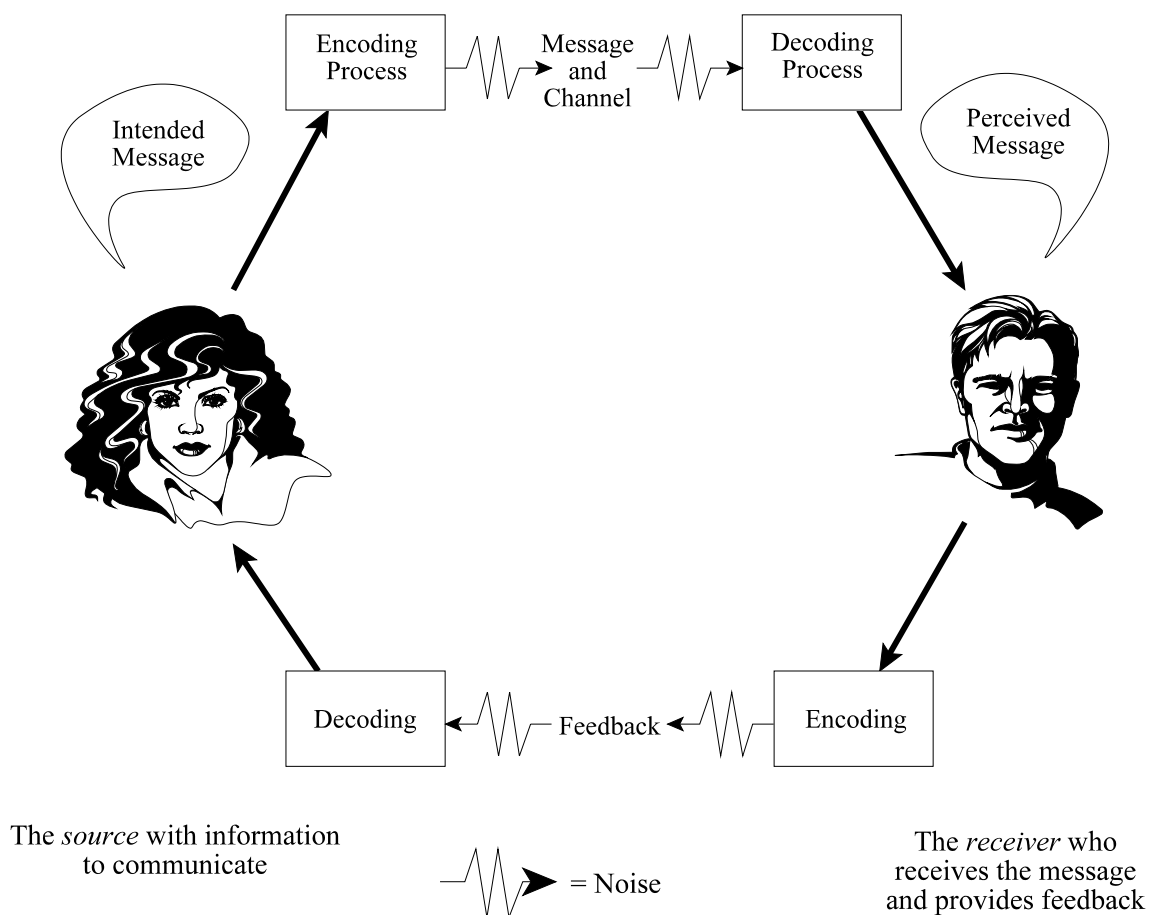 Encoding
Process
Message
and
Channel
Decoding
Process
Intended
Message
Perceived
Message
Decoding
Feedback
Encoding
The source with information
to communicate
= Noise
The receiver who
receives the message
and provides feedback